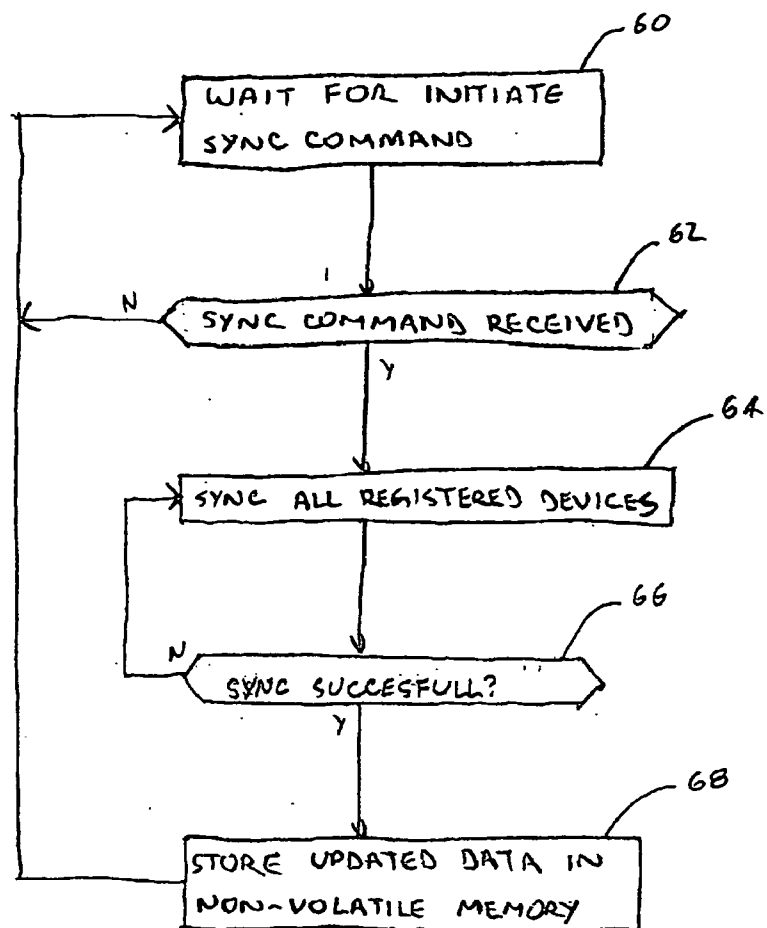 60
WAIT FOR INITIATE
SYNC COMMAND
62
N
SYNC COMMAND RECEIVED
Y
64
SYNC ALL REGISTERED DEVICES
66
N
SYNC SUCCESFULL?
Y
68
STORE UPDATED DATA IN
NON-VOLATILE MEMORY